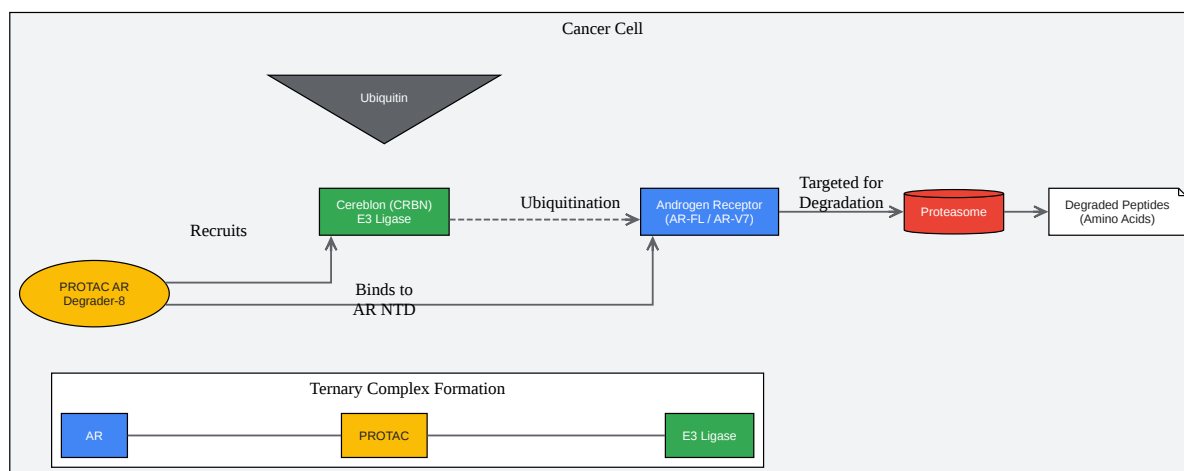 Cancer Cell
Ubiquitin
Cereblon (CRBN)
E3 Ligase
Ubiquitination
Androgen Receptor
(AR-FL / AR-V7)
Targeted for
Degradation
Proteasome
Degraded Peptides
(Amino Acids)
Recruits
PROTAC AR
Degrader-8
Binds to
AR NTD
Ternary Complex Formation
AR
PROTAC
E3 Ligase